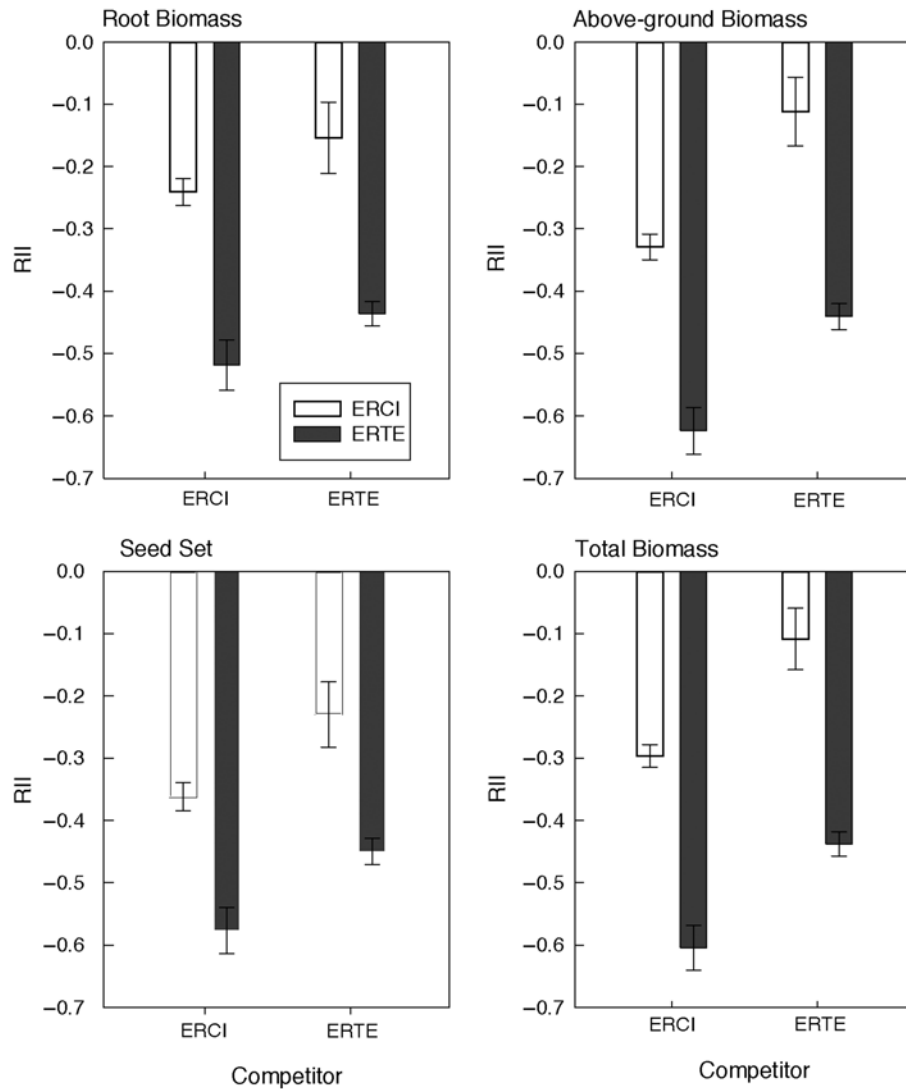 Root Biomass
0.0
−0.1
−0.2
−0.3
−0.4
−0.5
−0.6
−0.7
RII
ERCI
ERTE
ERCI
ERTE
Above-ground Biomass
0.0
−0.1
−0.2
−0.3
−0.4
−0.5
−0.6
−0.7
RII
ERCI
ERTE
Seed Set
0.0
−0.1
−0.2
−0.3
−0.4
−0.5
−0.6
−0.7
RII
ERCI
ERTE
Competitor
Total Biomass
0.0
−0.1
−0.2
−0.3
−0.4
−0.5
−0.6
−0.7
RII
ERCI
ERTE
Competitor